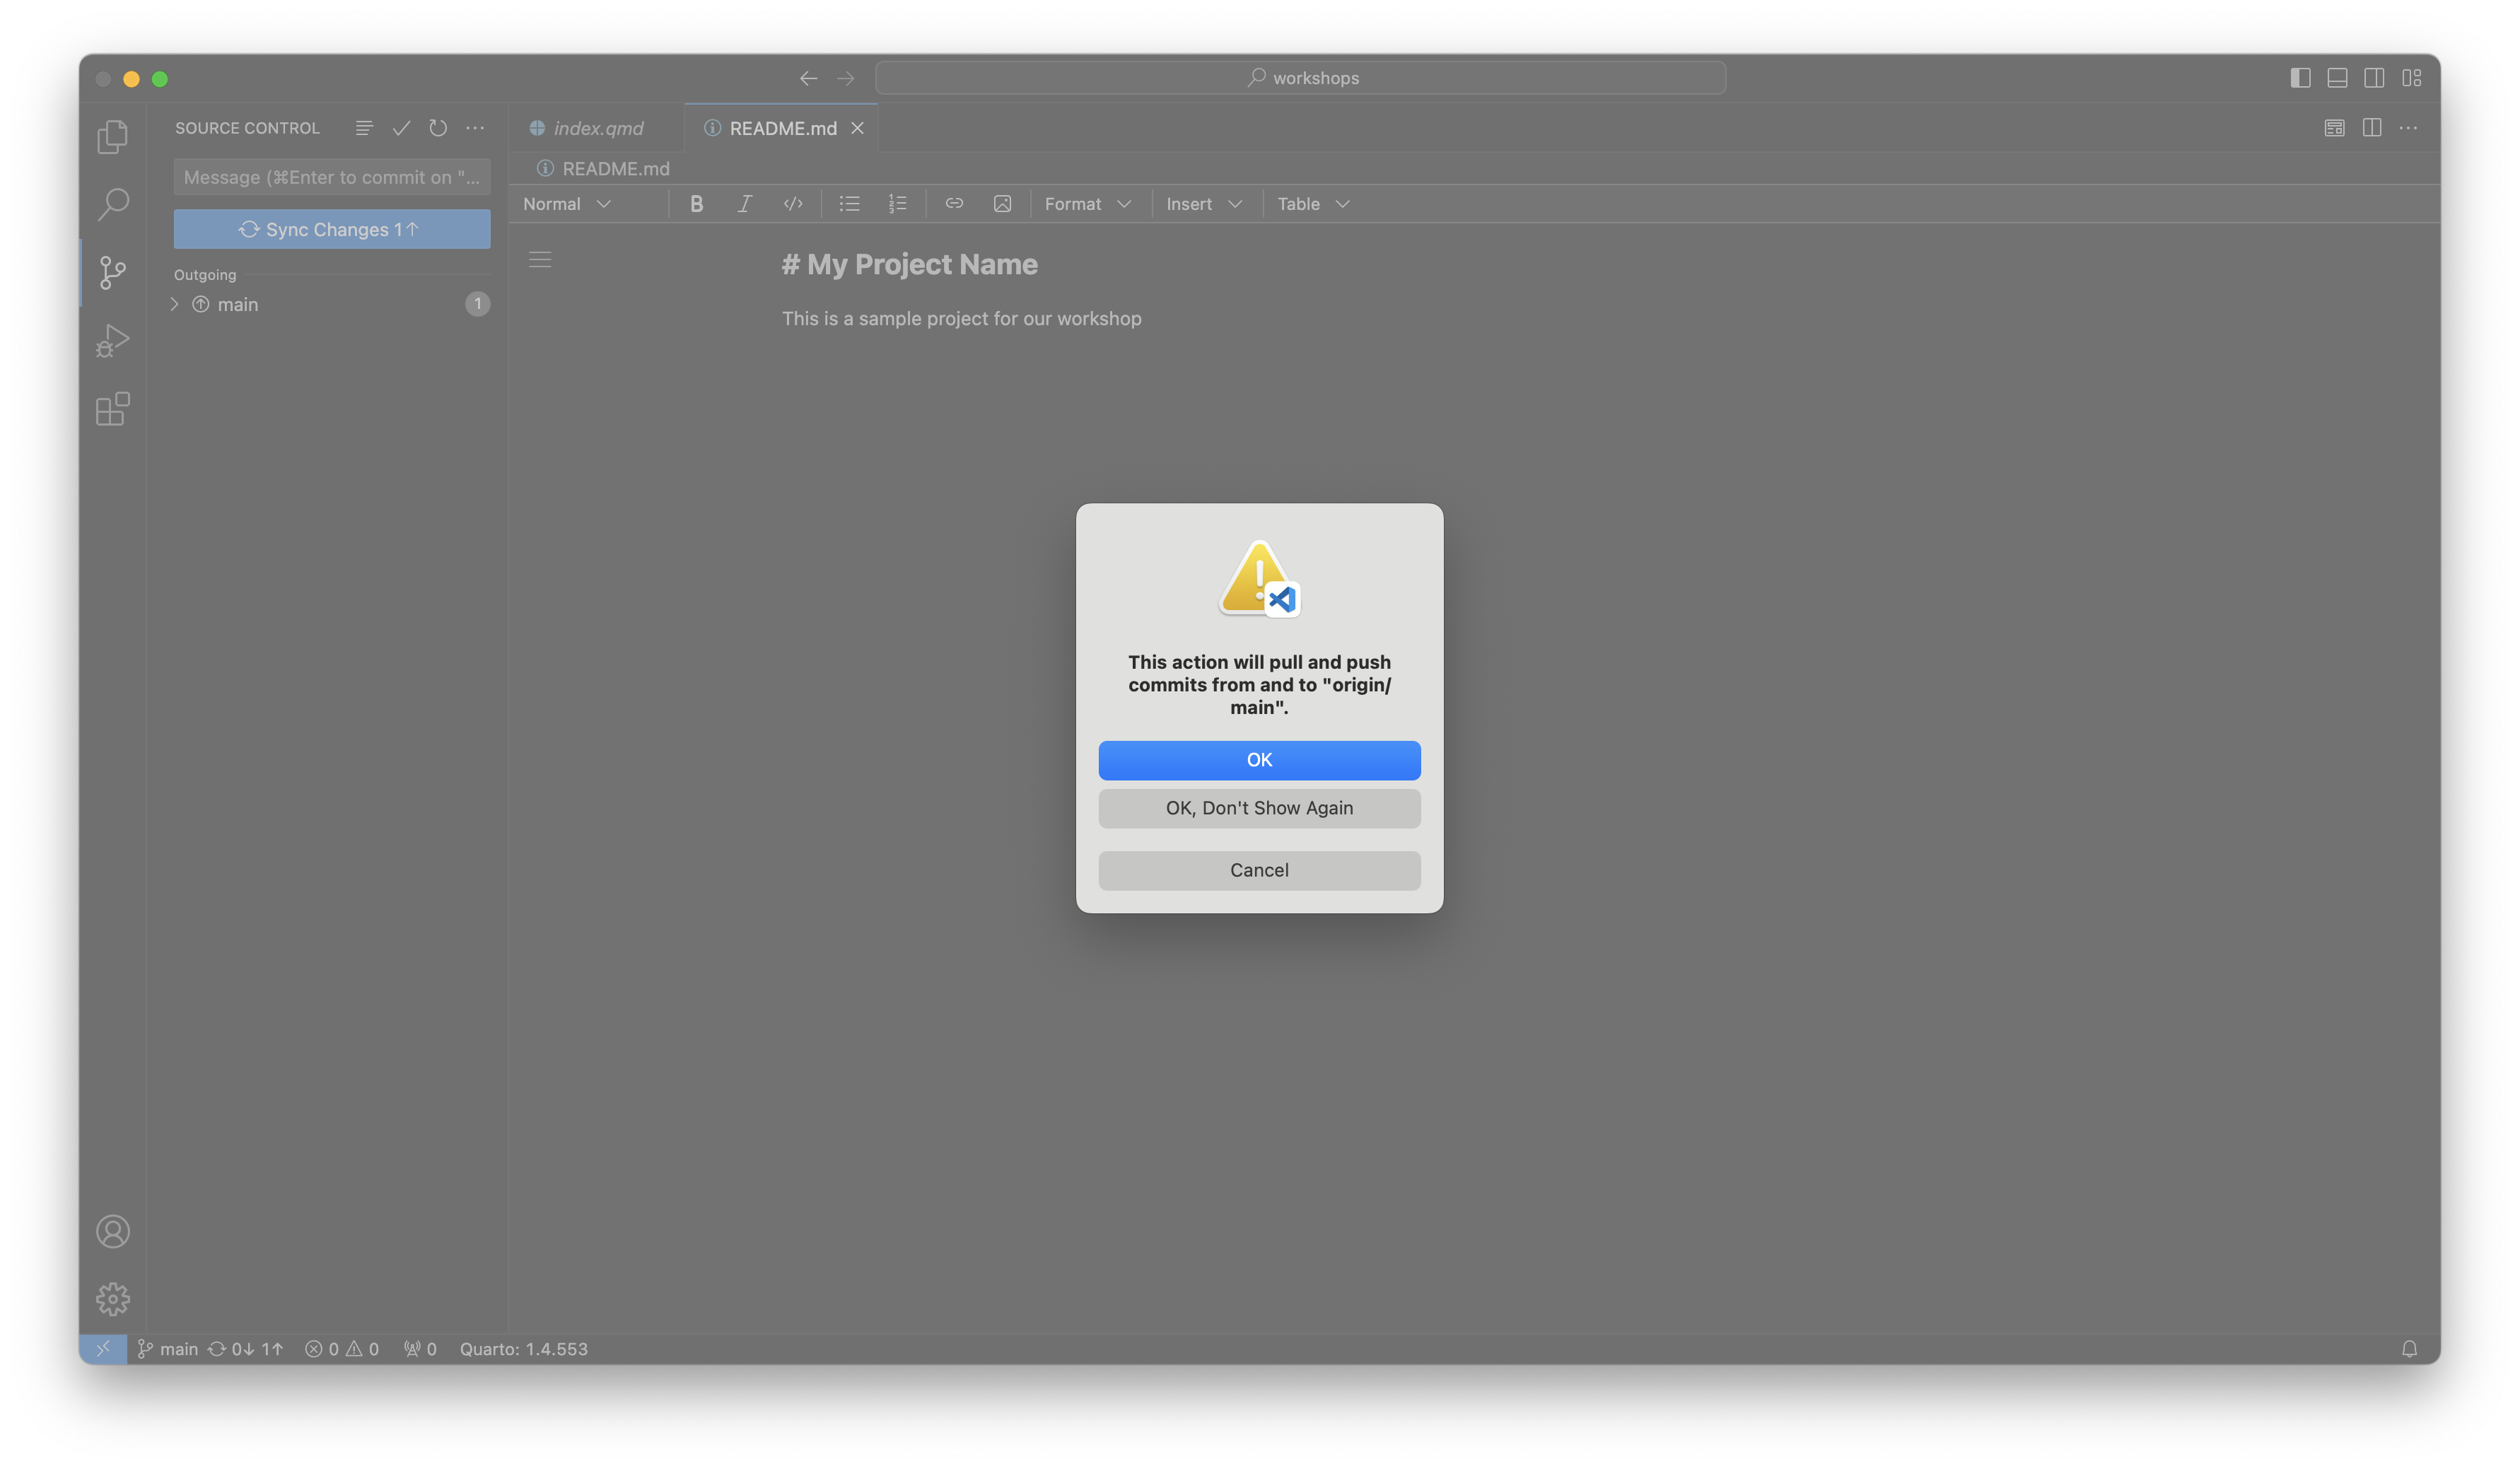 workshops
SOURCE CONTROL
Message (⌘Enter to commit on "...
Sync Changes 1↑
Outgoing
main
1
index.qmd
README.md
README.md
Normal
B
I
</>
Format
Insert
Table
# My Project Name
This is a sample project for our workshop
This action will pull and push
commits from and to "origin/
main".
OK
OK, Don't Show Again
Cancel
main 0↓ 1↑ 0 0 0 Quarto: 1.4.553